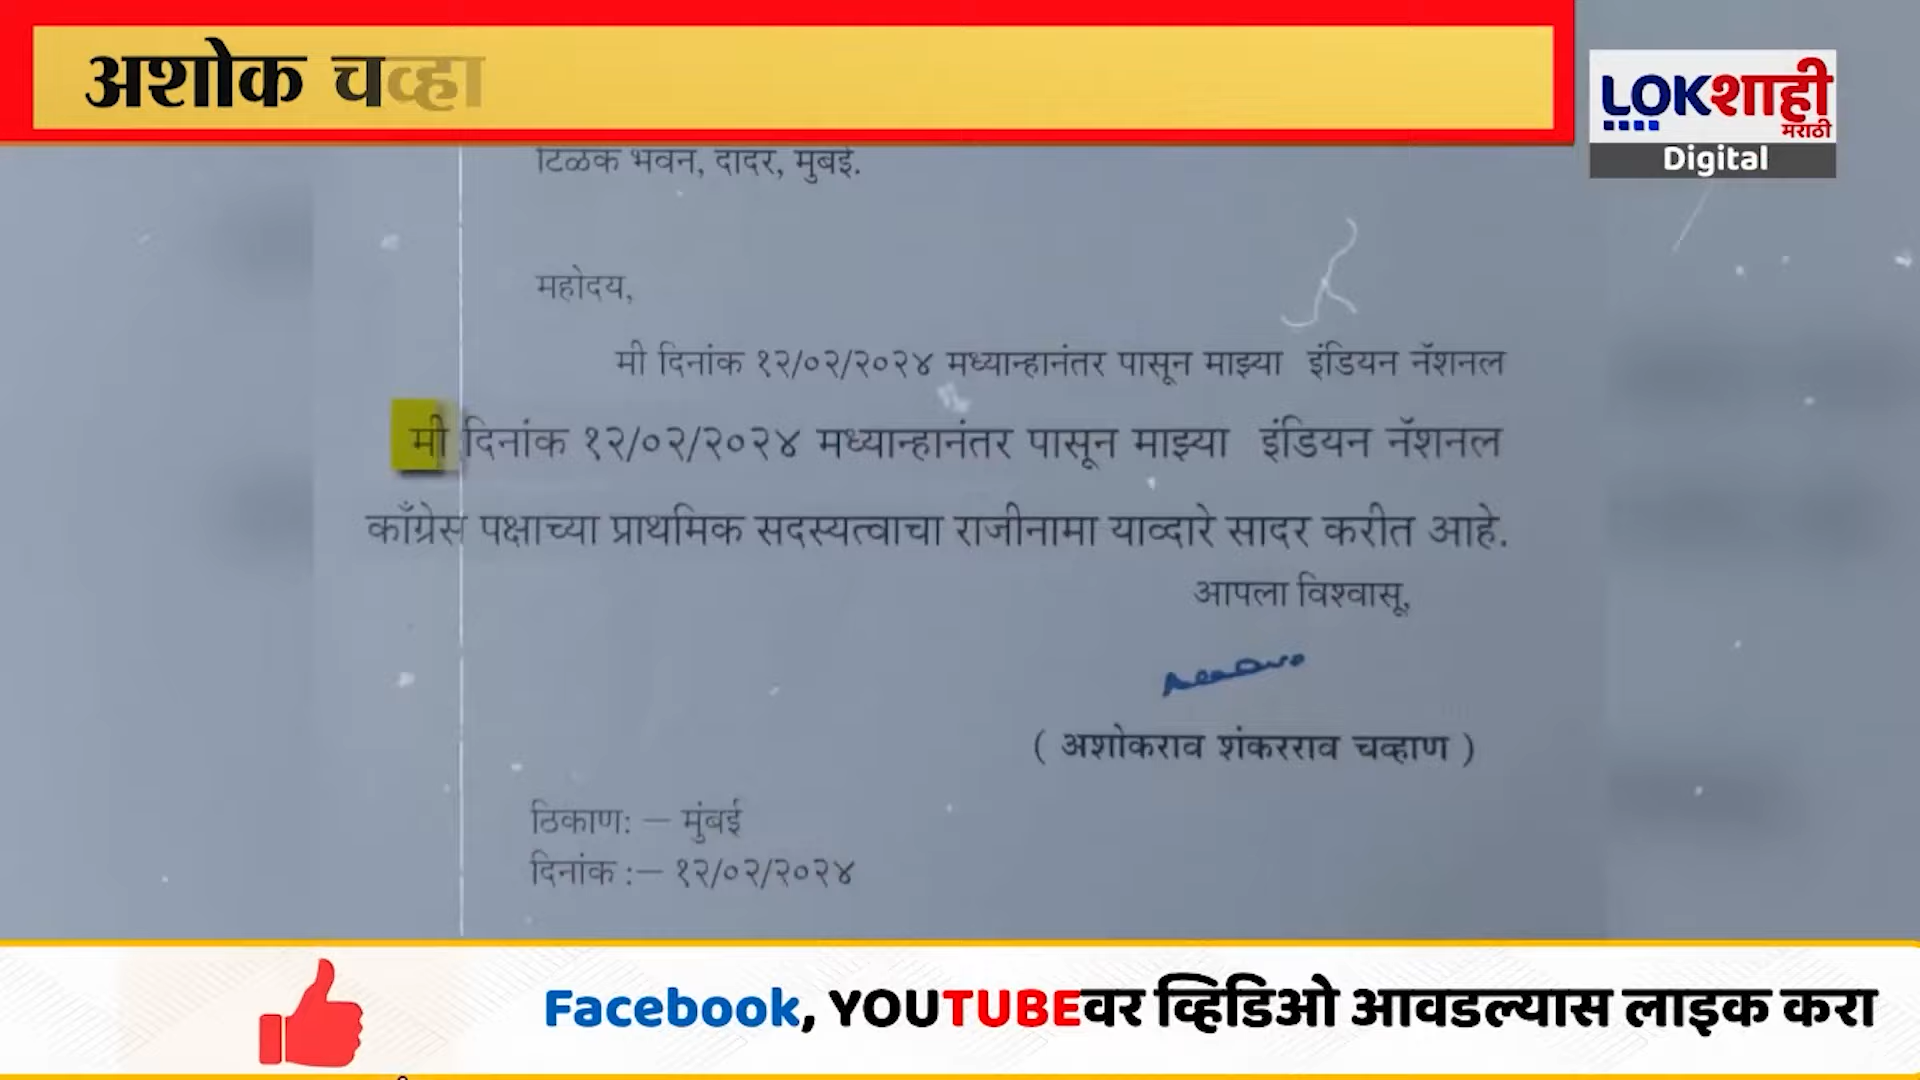 अशोक चव्हा
LOKशाही
मराठी
Digital
टिळक भवन, दादर, मुंबई.
महोदय,
मी दिनांक १२/०२/२०२४ मध्यान्हानंतर पासून माझ्या इंडियन नॅशनल
मी दिनांक १२/०२/२०२४ मध्यान्हानंतर पासून माझ्या इंडियन नॅशनल
काँग्रेस पक्षाच्या प्राथमिक सदस्यत्वाचा राजीनामा याव्दारे सादर करीत आहे.
आपला विश्वासू,
( अशोकराव शंकरराव चव्हाण )
ठिकाण: – मुंबई
दिनांक :– १२/०२/२०२४
Facebook, YOUTUBEवर व्हिडिओ आवडल्यास लाइक करा